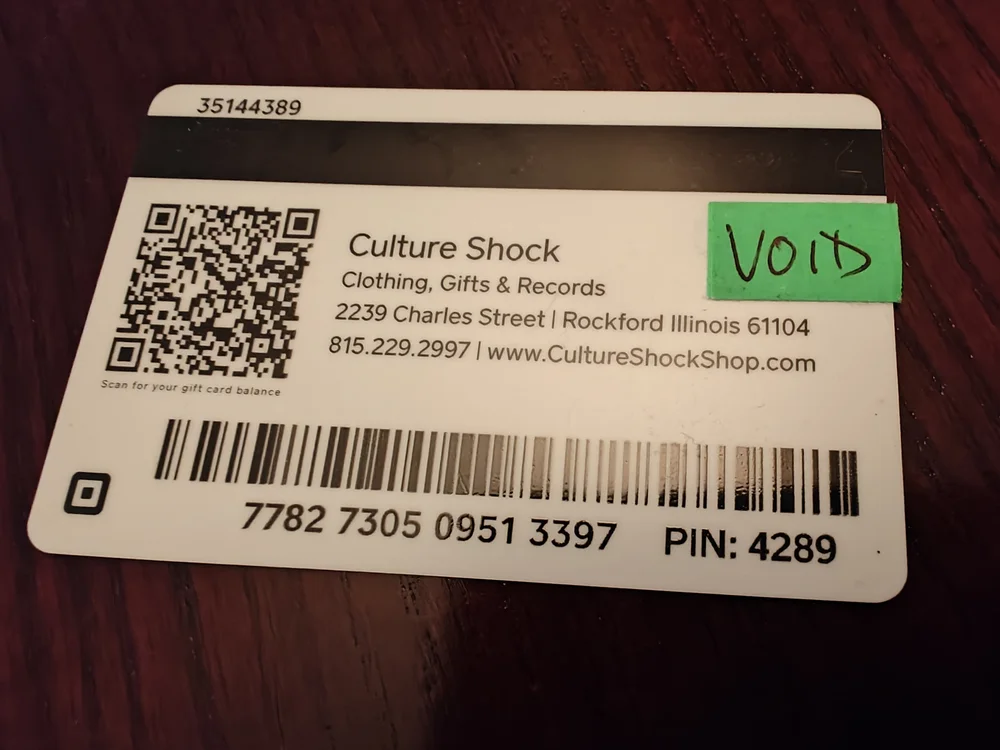 35144389
VOID
Culture Shock
Clothing, Gifts & Records
2239 Charles Street | Rockford Illinois 61104
815.229.2997 | www.CultureShockShop.com
Scan for your gift card balance
7782 7305 0951 3397 PIN: 4289